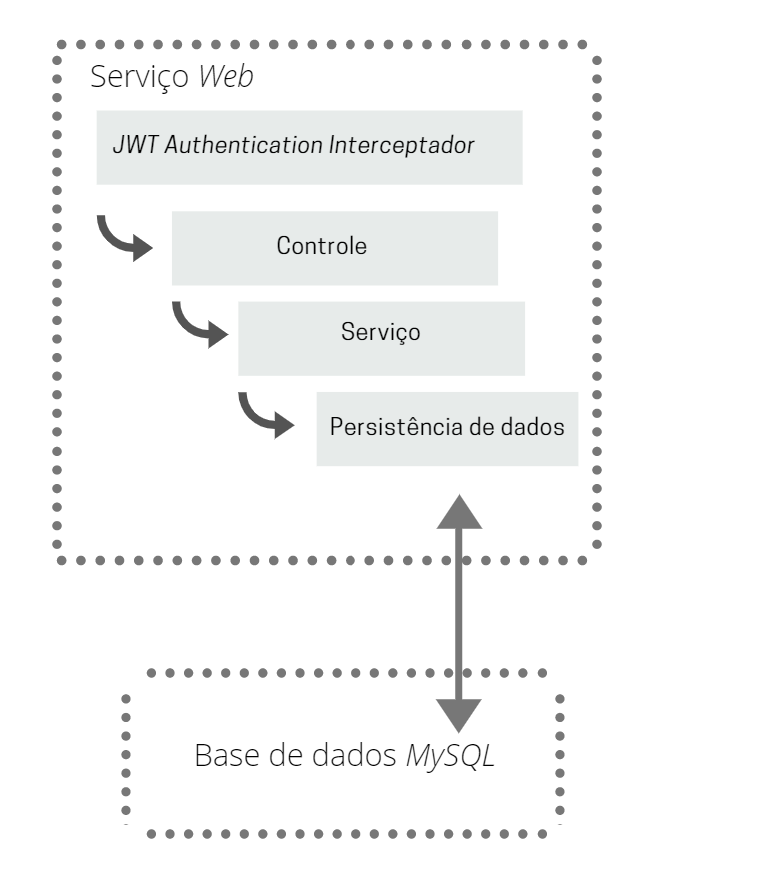 Serviço Web
JWT Authentication Interceptador
Controle
Serviço
Persistência de dados
Base de dados MySQL